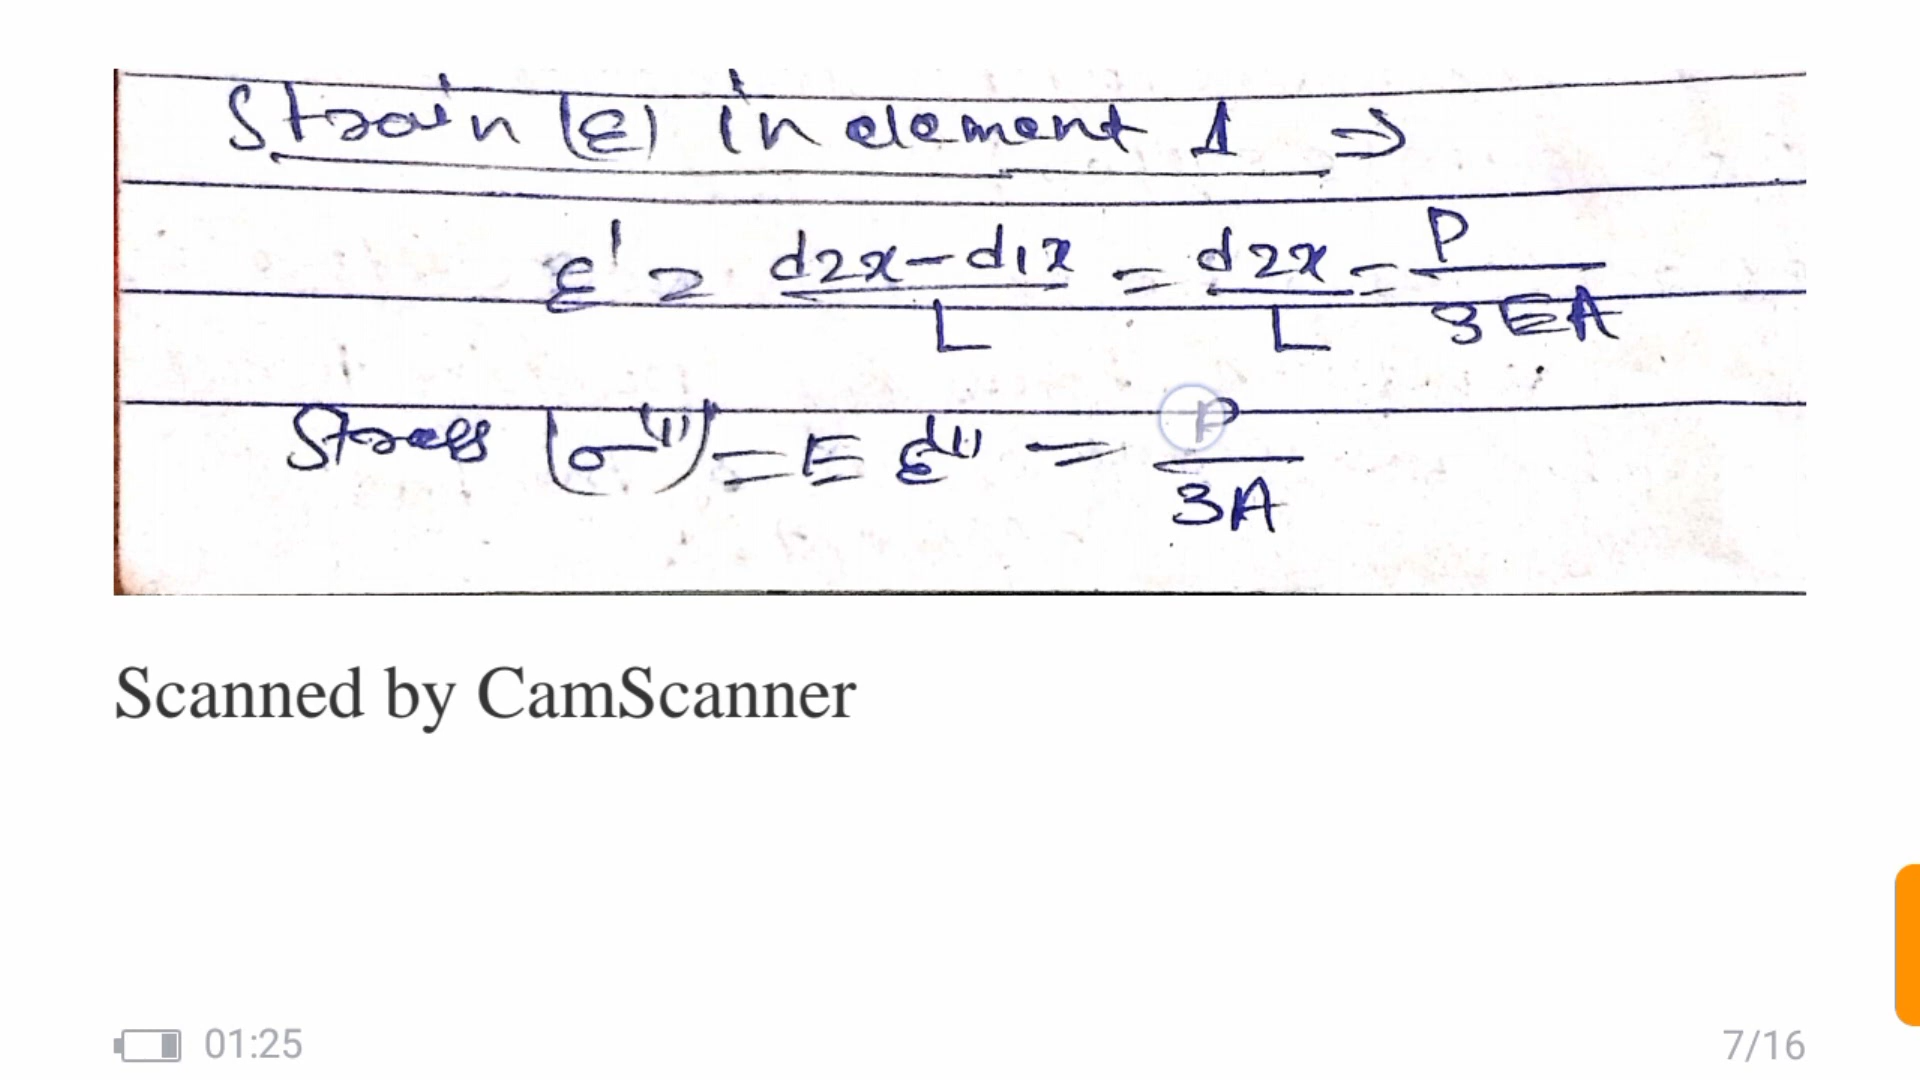 Strain (ε) in element 1 ⇒
ε' = d2x-d1x / L = d2x / L = P / 3EA
Stress (σ⁽¹⁾) = E ε⁽¹⁾ = P / 3A
Scanned by CamScanner
01:25
7/16